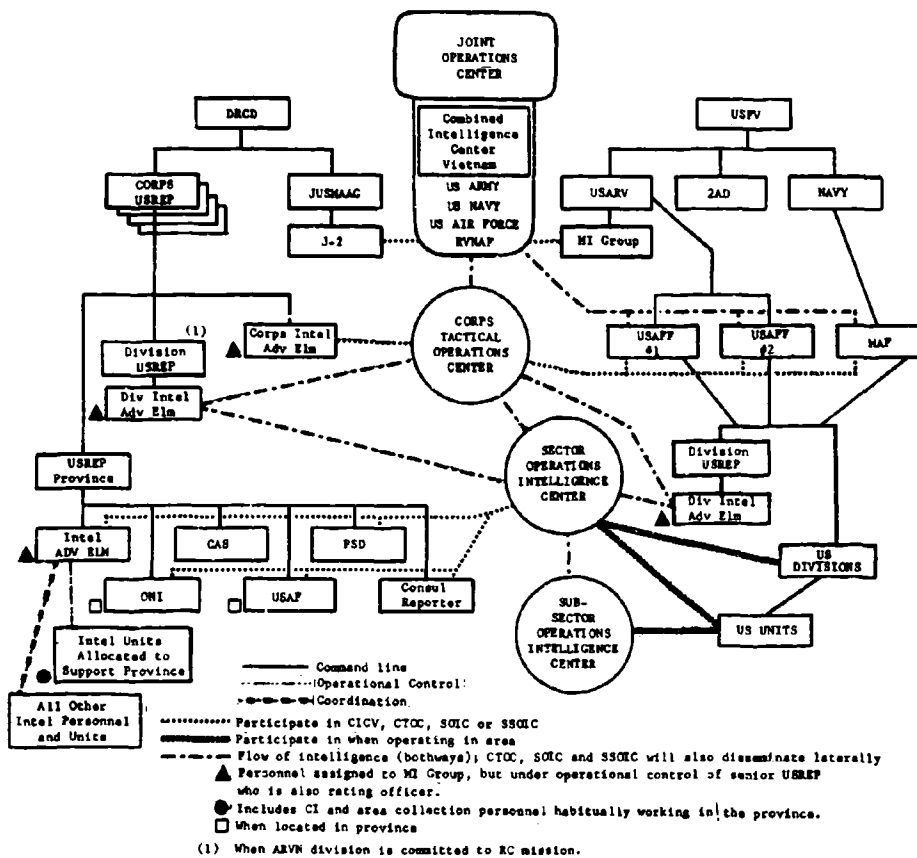 JOINT
OPERATIONS
CENTER
DRCD
USFV
Combined
Intelligence
Center
Vietnam
CORPS
USREP
JUSMAAG
US ARMY
US NAVY
US AIR FORCE
RVNAF
USARV
2AD
NAVY
J-2
MI Group
CORPS
TACTICAL
OPERATIONS
CENTER
(1)
Corps Intel
Adv Elm
USAFF
#1
USAFF
#2
MAF
Division
USREP
Div Intel
Adv Elm
USREP
Province
SECTOR
OPERATIONS
INTELLIGENCE
CENTER
Division
USREP
Div Intel
Adv Elm
Intel
ADV ELM
CAS
PSD
ONI
USAF
Consul
Reporter
US
DIVISIONS
Intel Units
Allocated to
Support Province
SUB-
SECTOR
OPERATIONS
INTELLIGENCE
CENTER
US UNITS
All Other
Intel Personnel
and Units
Command line
Operational Control
Coordination
Participate in CICV, CTOC, SOIC or SSOIC
Participate in when operating in area
Flow of intelligence (bothways); CTOC, SOIC and SSOIC will also disseminate laterally
Personnel assigned to MI Group, but under operational control of senior USREP
who is also rating officer.
Includes CI and area collection personnel habitually working in the province.
When located in province
(1) When ARVN division is committed to RC mission.